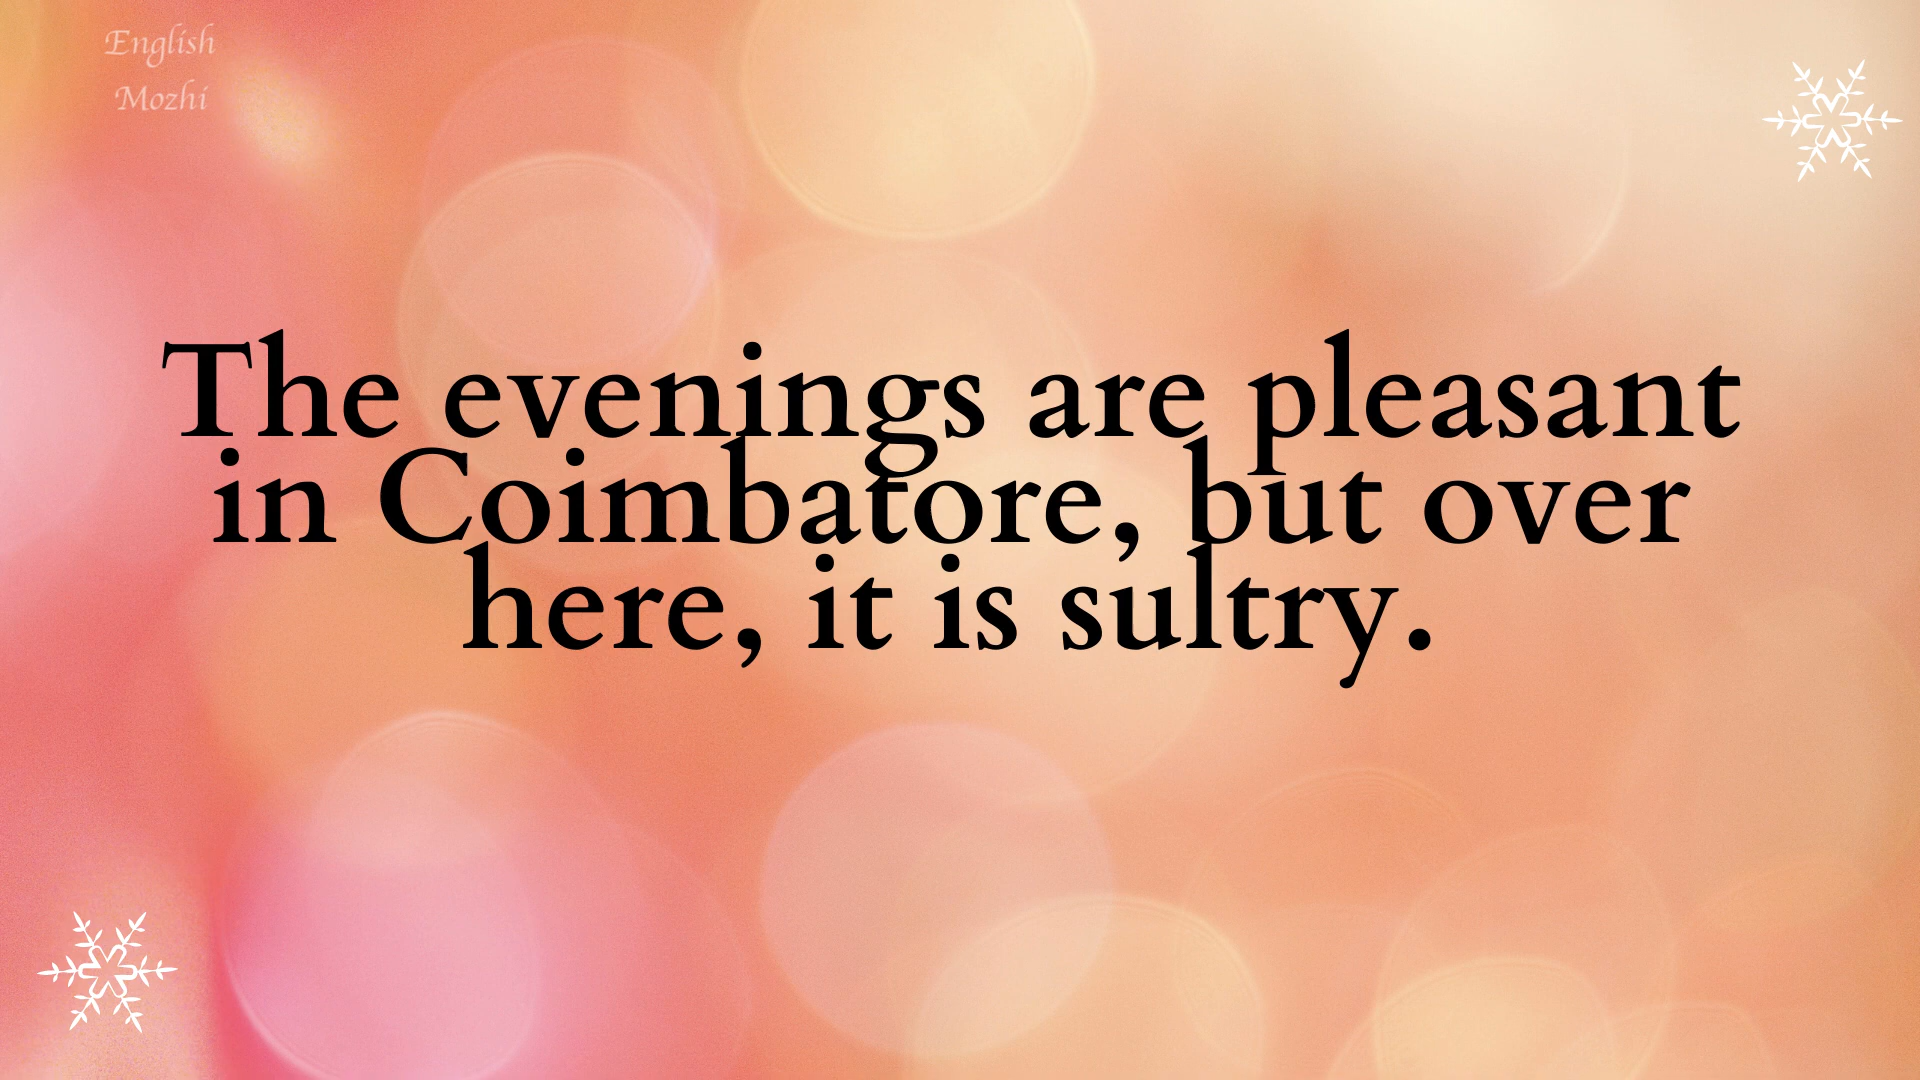 English
Mozhi
The evenings are pleasant
in Coimbatore, but over
here, it is sultry.